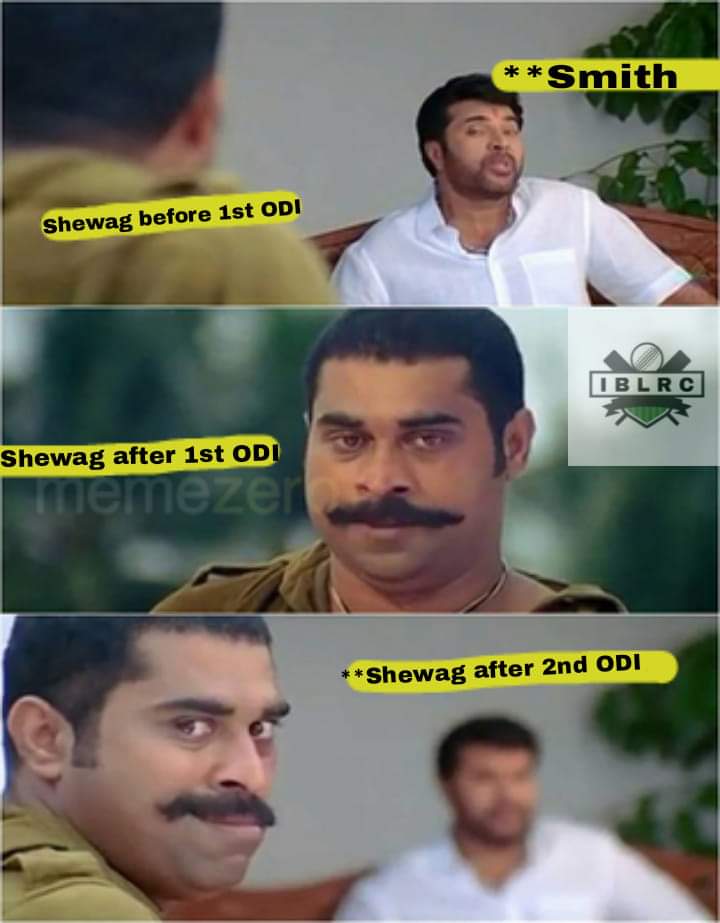 **Smith
Shewag before 1st ODI
IBLRC
Shewag after 1st ODI
memezer
**Shewag after 2nd ODI